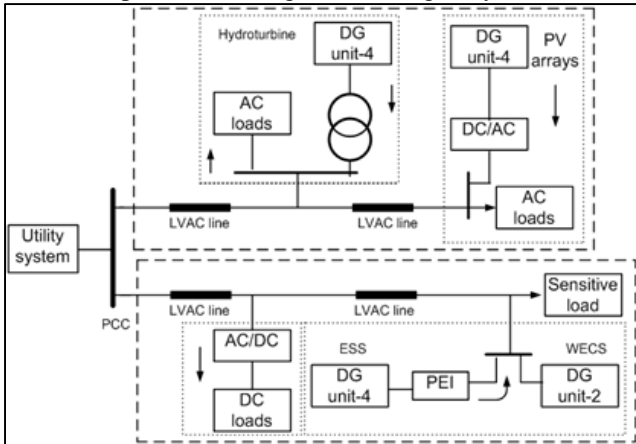 Hydroturbine
DG
unit-4
AC
loads
DG
unit-4
PV
arrays
DC/AC
AC
loads
LVAC line
LVAC line
Utility
system
PCC
LVAC line
LVAC line
Sensitive
load
AC/DC
DC
loads
ESS
WECS
DG
unit-4
PEI
DG
unit-2